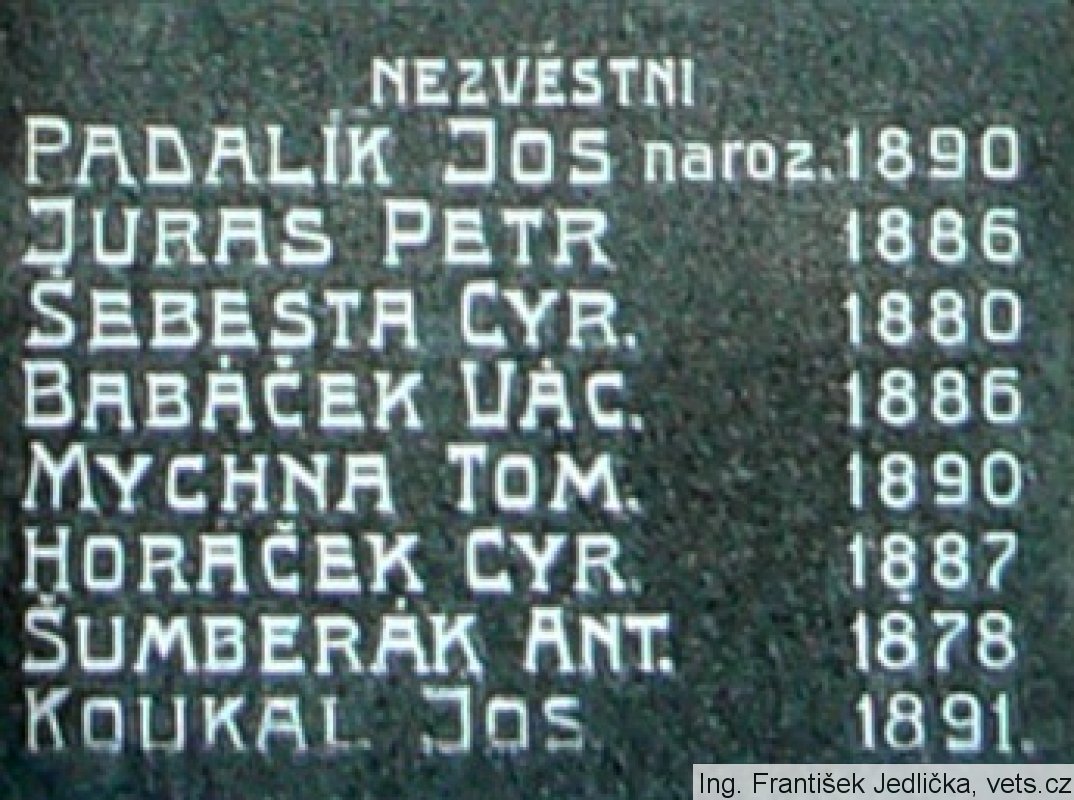 NEZVĚSTNI
PADALÍK JOS naroz. 1890
JURAS PETR 1886
ŠEBESTA CYR. 1880
BABÁČEK VÁC. 1886
MYCHNA TOM. 1890
HORÁČEK CYR. 1887
ŠUMBERÁK ANT. 1878
KOUKAL JOS. 1891.
Ing. František Jedlička, vets.cz